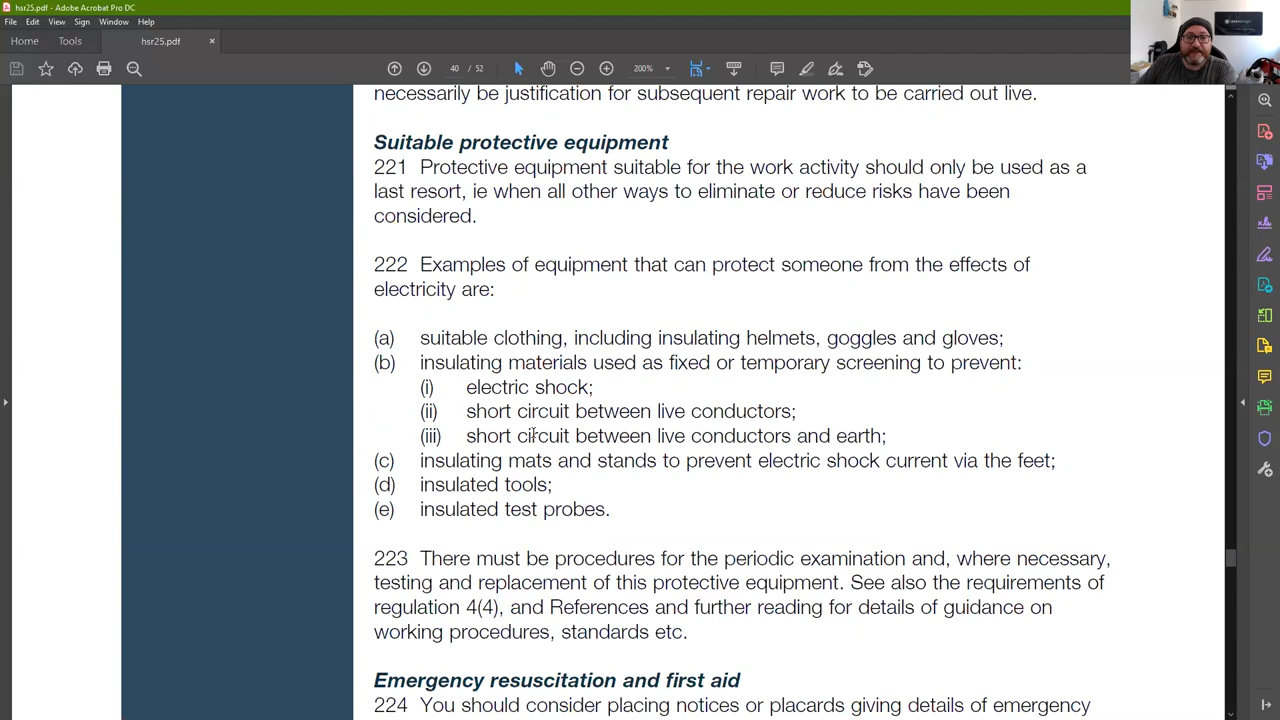 hsr25.pdf - Adobe Acrobat Pro DC
File Edit View Sign Window Help
Home Tools hsr25.pdf ×
40 / 52 200%
necessarily be justification for subsequent repair work to be carried out live.
Suitable protective equipment
221 Protective equipment suitable for the work activity should only be used as a
last resort, ie when all other ways to eliminate or reduce risks have been
considered.
222 Examples of equipment that can protect someone from the effects of
electricity are:
(a) suitable clothing, including insulating helmets, goggles and gloves;
(b) insulating materials used as fixed or temporary screening to prevent:
(i) electric shock;
(ii) short circuit between live conductors;
(iii) short circuit between live conductors and earth;
(c) insulating mats and stands to prevent electric shock current via the feet;
(d) insulated tools;
(e) insulated test probes.
223 There must be procedures for the periodic examination and, where necessary,
testing and replacement of this protective equipment. See also the requirements of
regulation 4(4), and References and further reading for details of guidance on
working procedures, standards etc.
Emergency resuscitation and first aid
224 You should consider placing notices or placards giving details of emergency